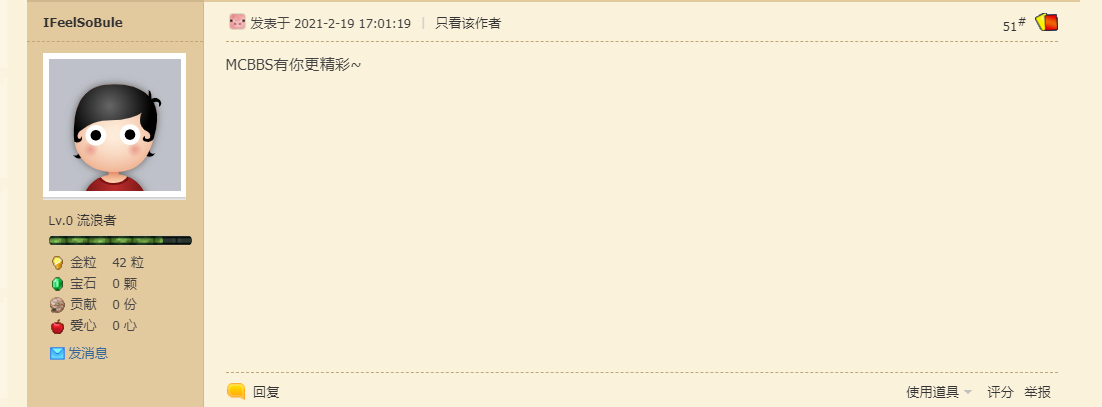 IFeelSoBule
发表于 2021-2-19 17:01:19 | 只看该作者
51#
MCBBS有你更精彩~
Lv.0 流浪者
金粒 42 粒
宝石 0 颗
贡献 0 份
爱心 0 心
发消息
回复
使用道具 评分 举报